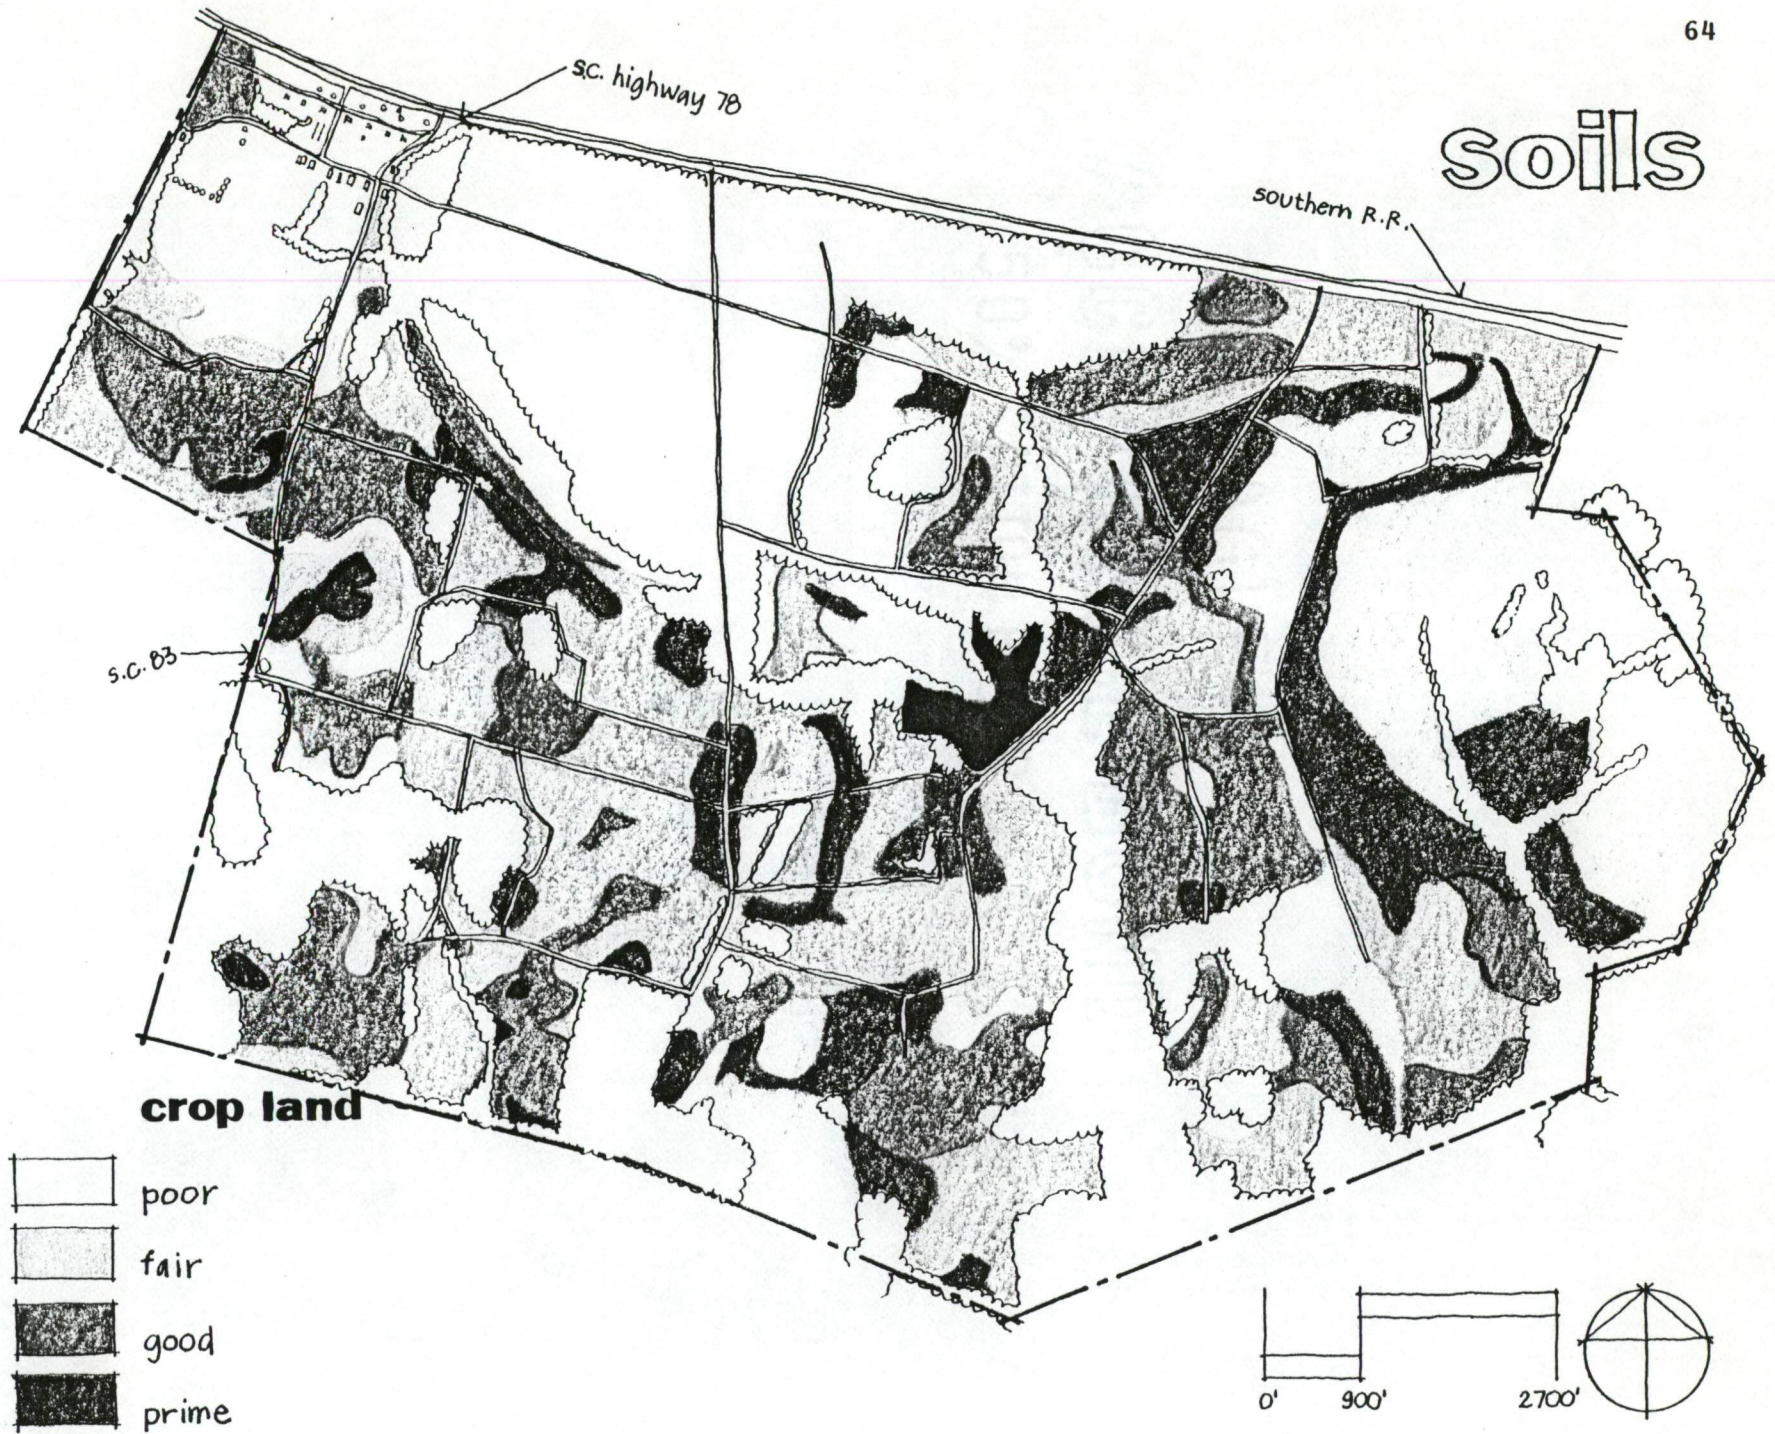 64
s.c. highway 78
soils
southern R.R.
s.c. 83
crop land
poor
fair
good
prime
0' 900' 2700'